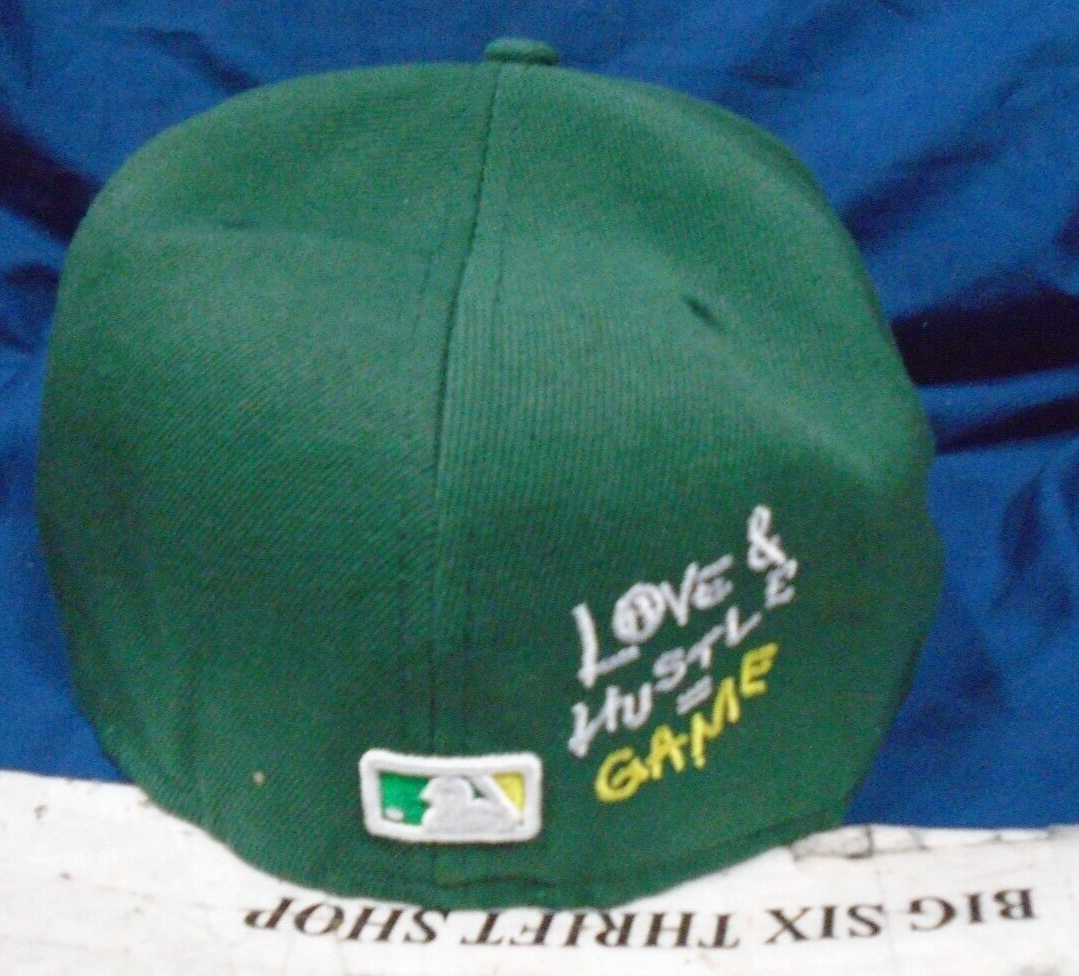 LOVE &
HUSTLE
=
GAME
BIG SIX THRIFT SHOP